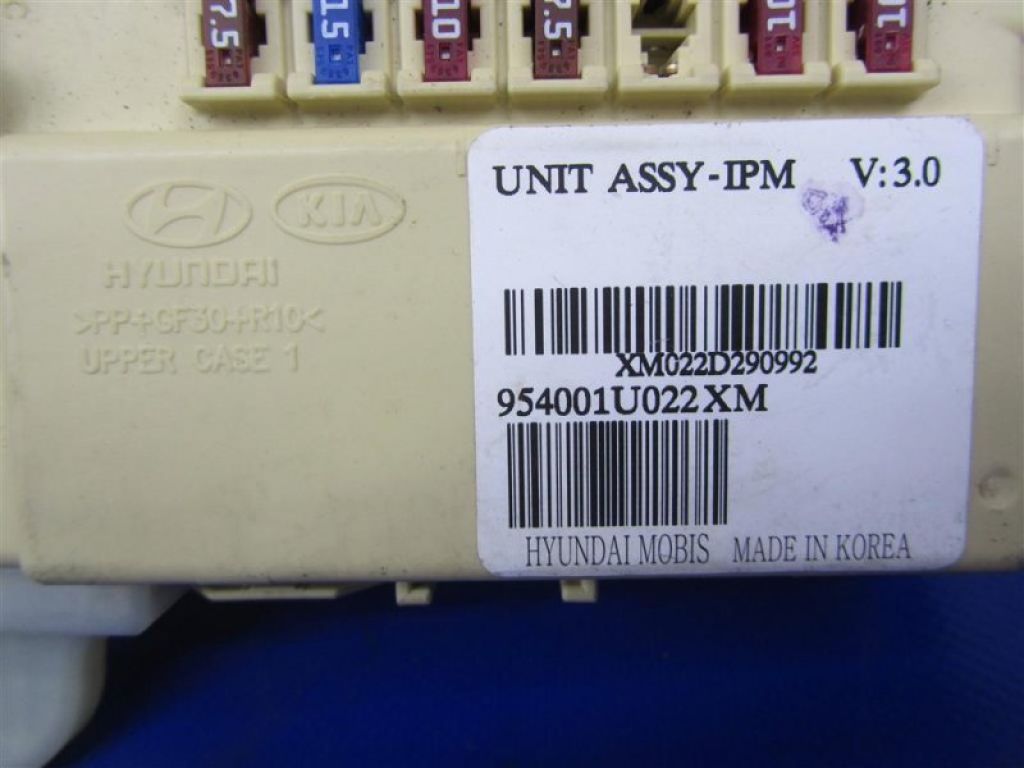 7.5 15 10 7.5 10 10
UNIT ASSY-IPM V:3.0
KIA
HYUNDAI
>PP+GF30+R10<
UPPER CASE 1
XM022D290992
954001U022XM
HYUNDAI MOBIS MADE IN KOREA